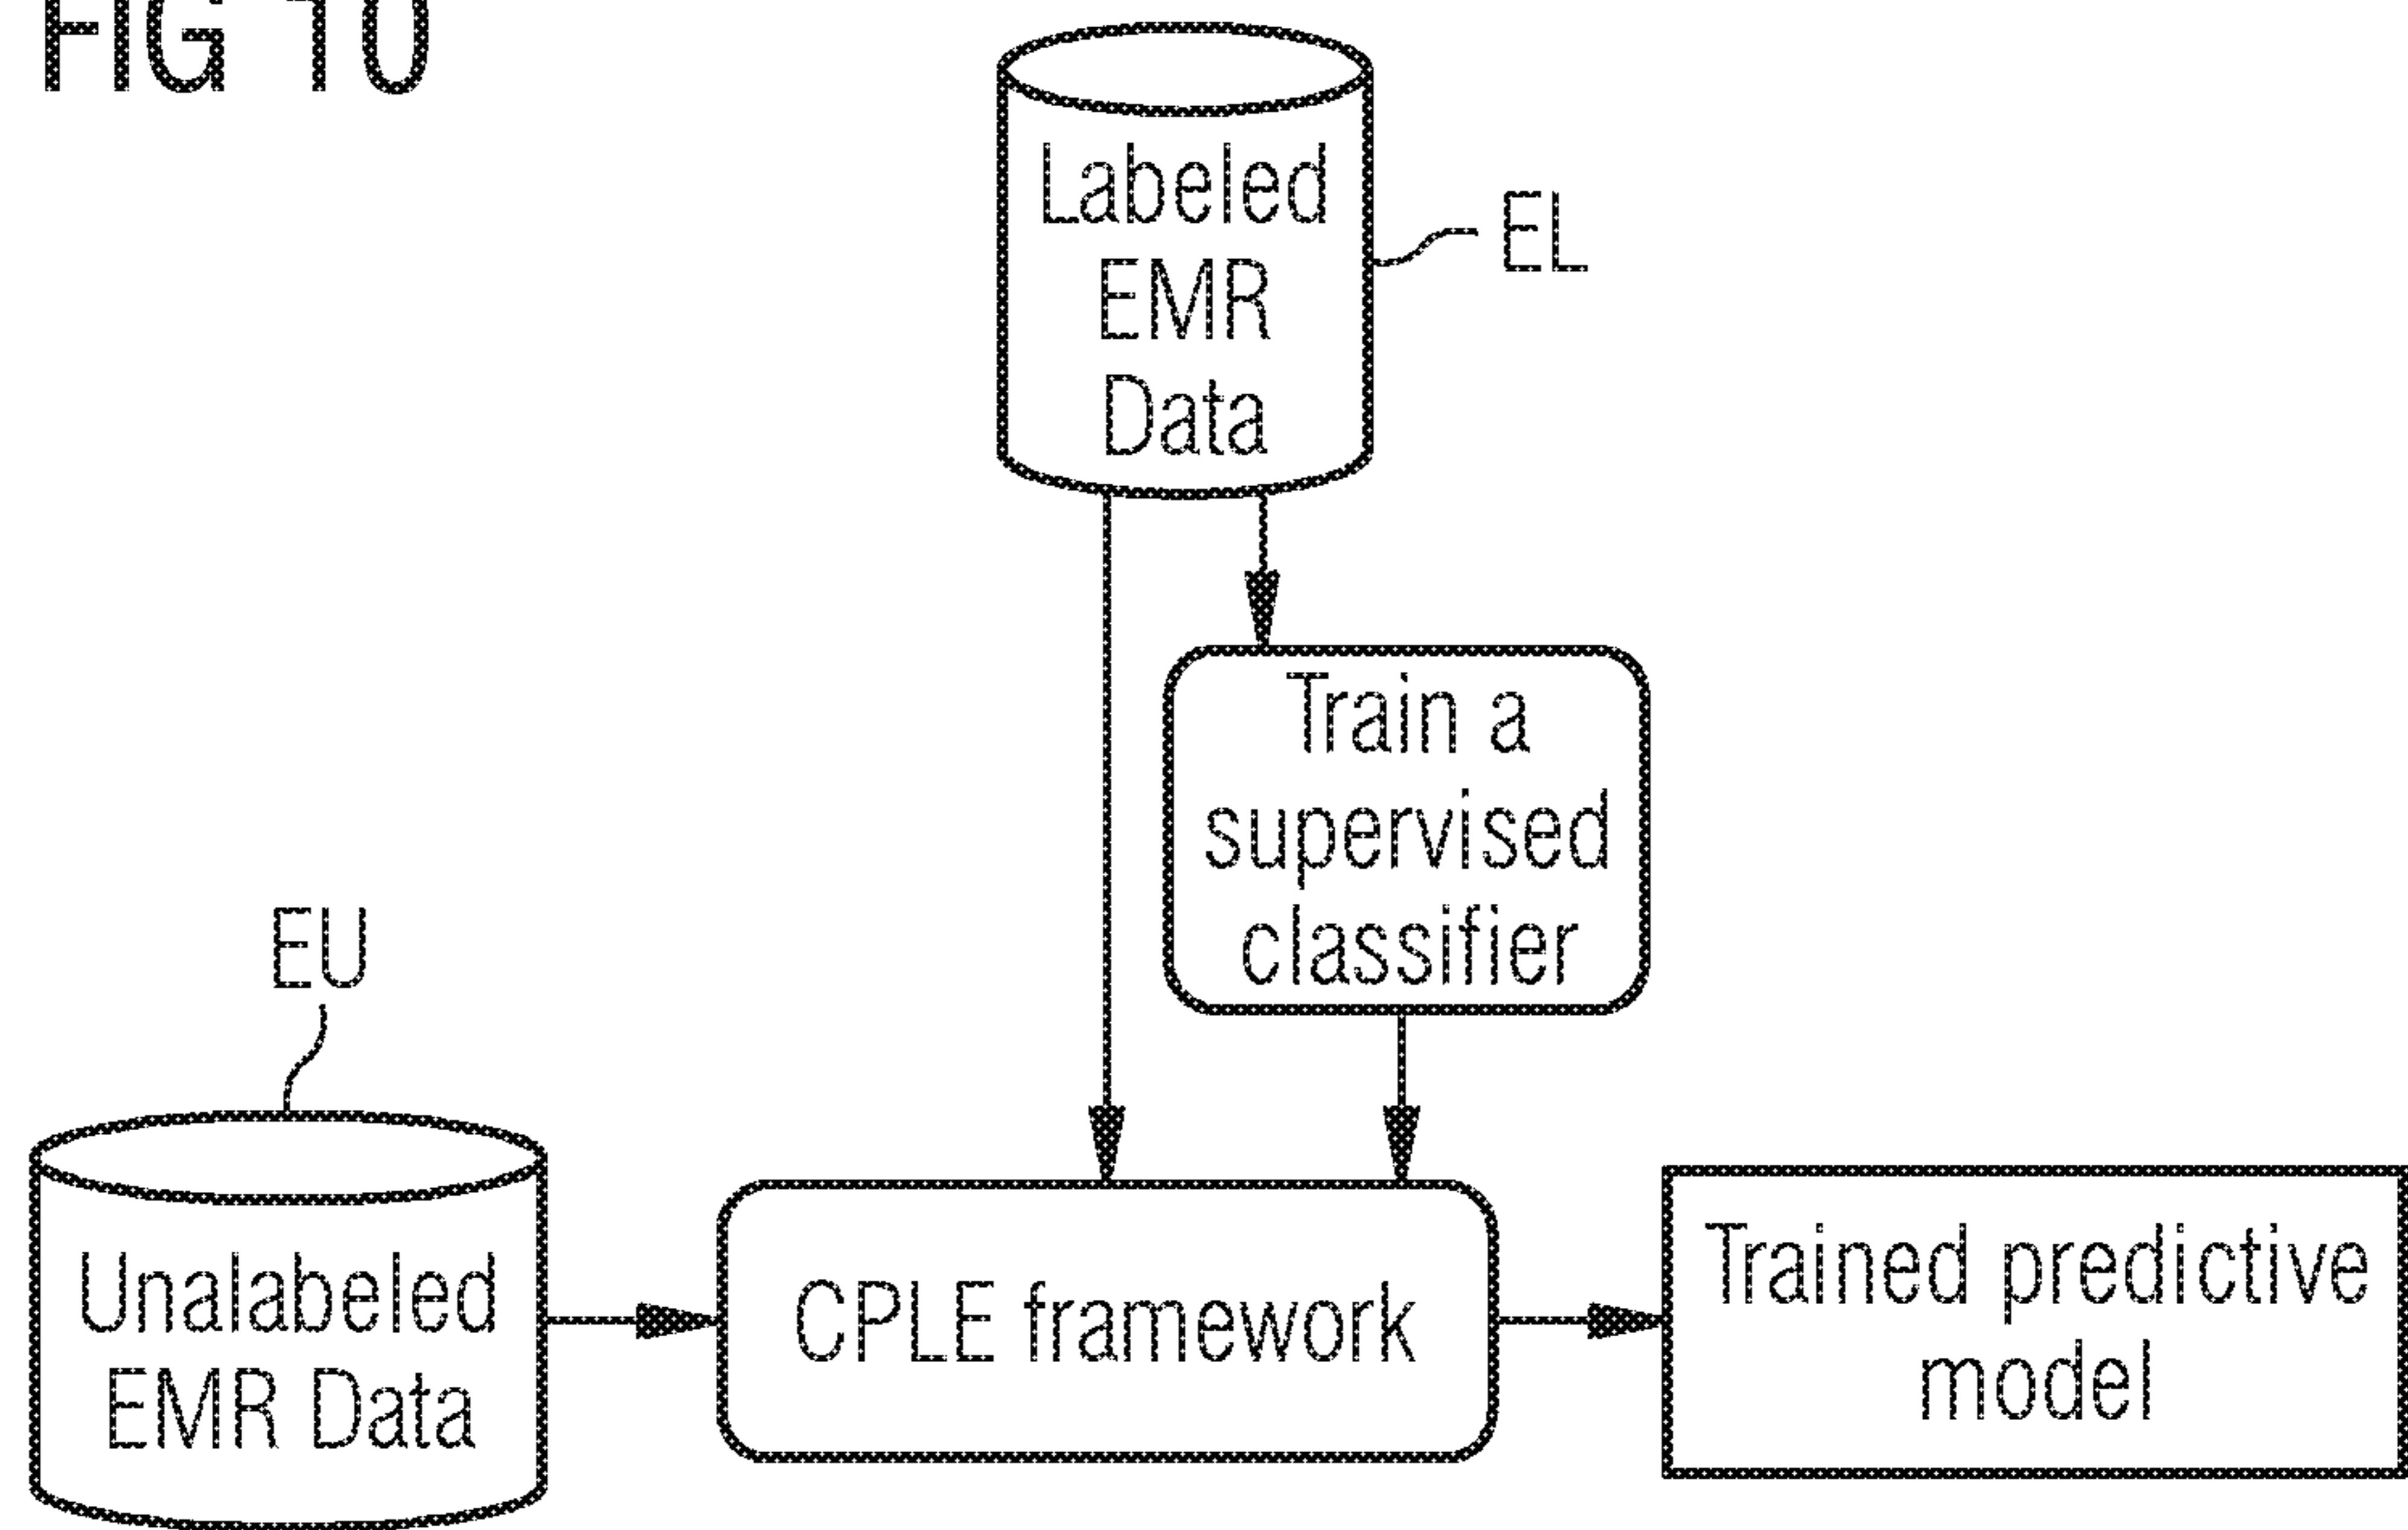 FIG 10
Labeled
EMR
Data
EL
Train a
supervised
classifier
EU
Unalabeled
EMR Data
CPLE framework
Trained predictive
model